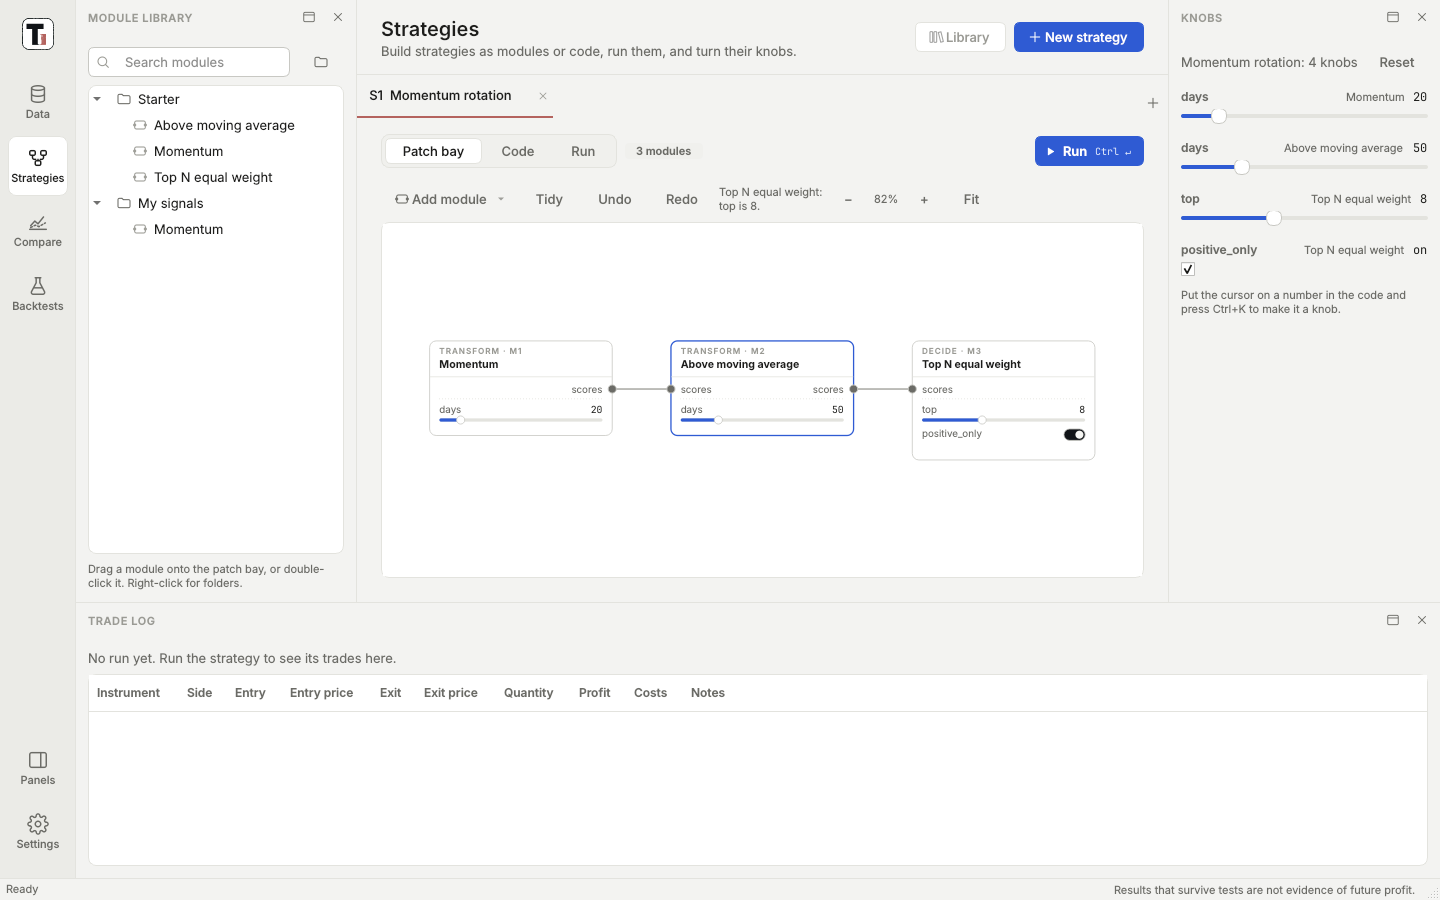 MODULE LIBRARY
Search modules
Starter
Above moving average
Momentum
Top N equal weight
My signals
Momentum
Drag a module onto the patch bay, or double-
click it. Right-click for folders.
Data
Strategies
Compare
Backtests
Panels
Settings
Strategies
Build strategies as modules or code, run them, and turn their knobs.
Library
New strategy
S1 Momentum rotation
Patch bay
Code
Run
3 modules
Run Ctrl ↵
Add module
Tidy
Undo
Redo
Top N equal weight:
top is 8.
− 82% +
Fit
TRANSFORM · M1
Momentum
scores
days 20
TRANSFORM · M2
Above moving average
scores scores
days 50
DECIDE · M3
Top N equal weight
scores
top 8
positive_only
KNOBS
Momentum rotation: 4 knobs Reset
days Momentum 20
days Above moving average 50
top Top N equal weight 8
positive_only Top N equal weight on
Put the cursor on a number in the code and
press Ctrl+K to make it a knob.
TRADE LOG
No run yet. Run the strategy to see its trades here.
Instrument Side Entry Entry price Exit Exit price Quantity Profit Costs Notes
Ready
Results that survive tests are not evidence of future profit.